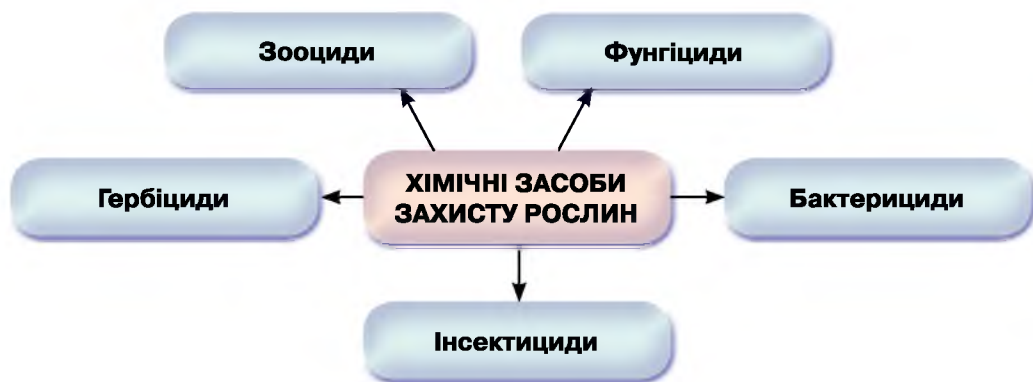 Зооциди
Фунгіциди
Гербіциди
ХІМІЧНІ ЗАСОБИ
ЗАХИСТУ РОСЛИН
Бактерициди
Інсектициди